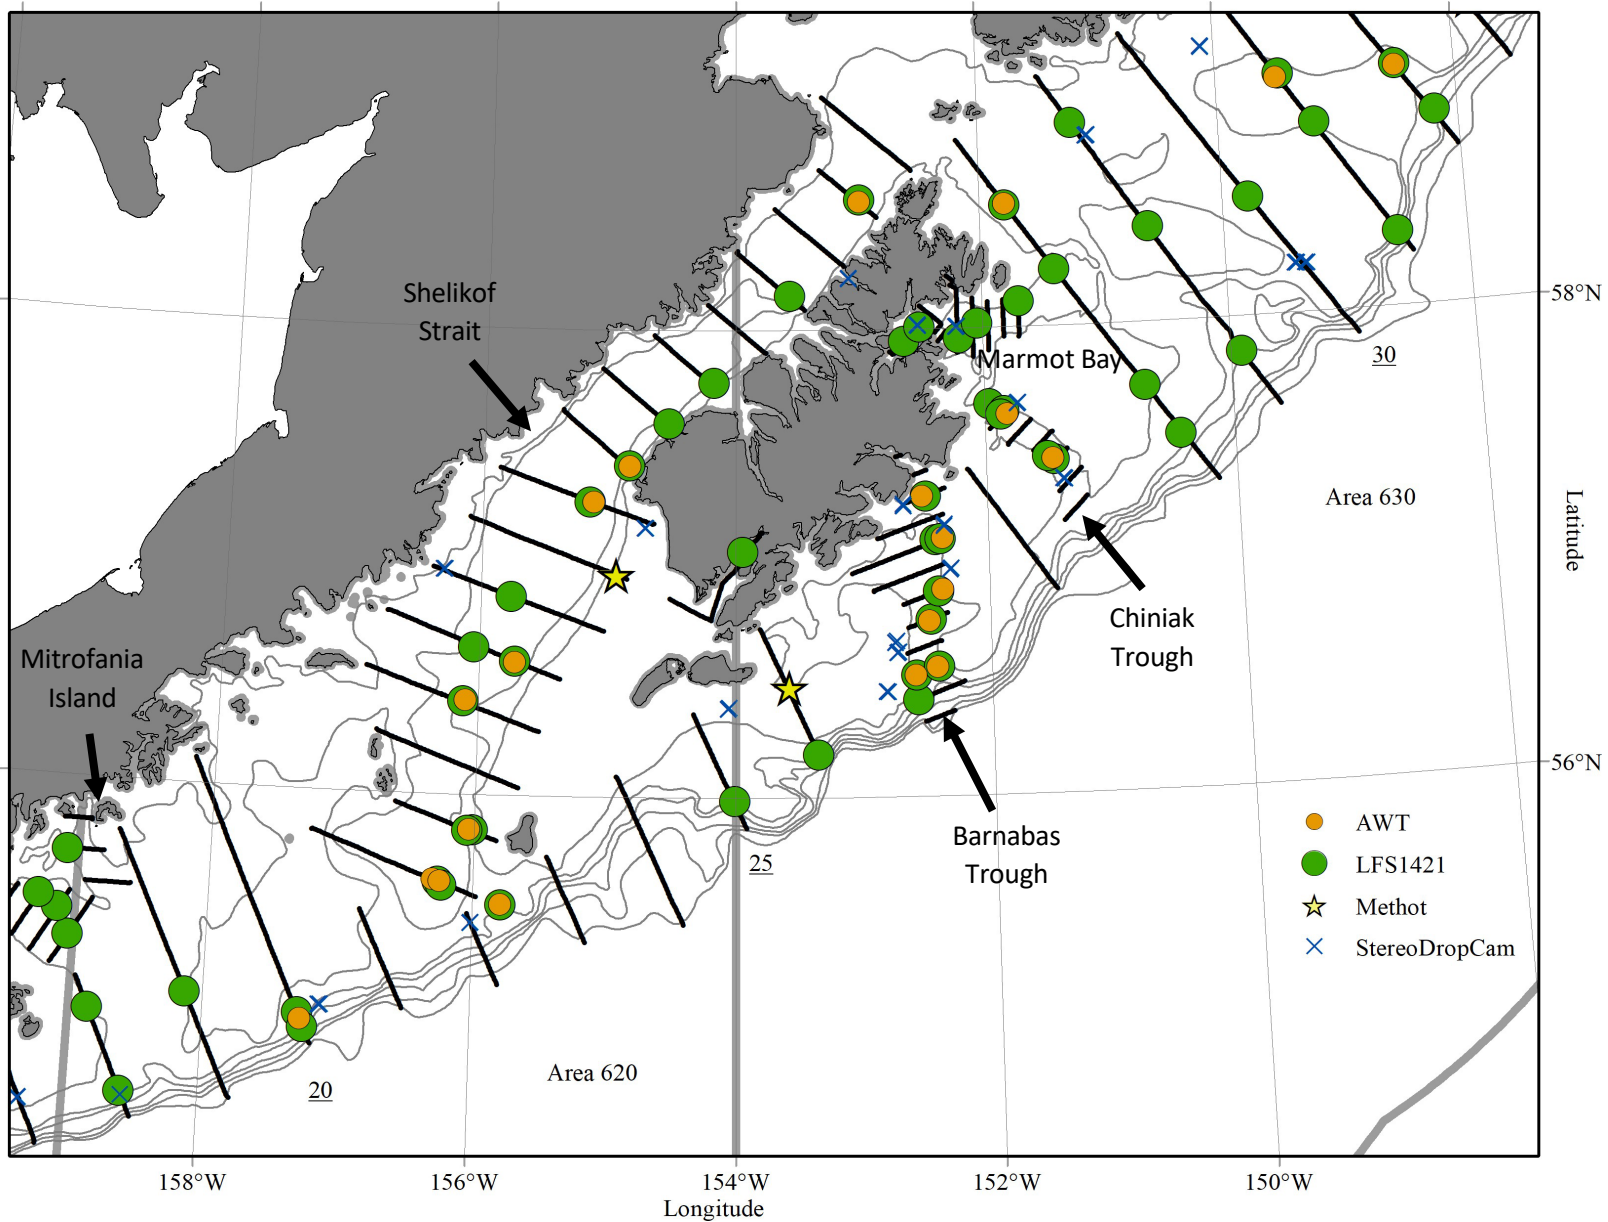 Shelikof
Strait
58°N
Marmot Bay
30
Area 630
Latitude
Chiniak
Trough
Mitrofania
Island
56°N
AWT
Barnabas
Trough
25
LFS1421
Methot
StereoDropCam
Area 620
20
158°W
156°W
154°W
152°W
150°W
Longitude